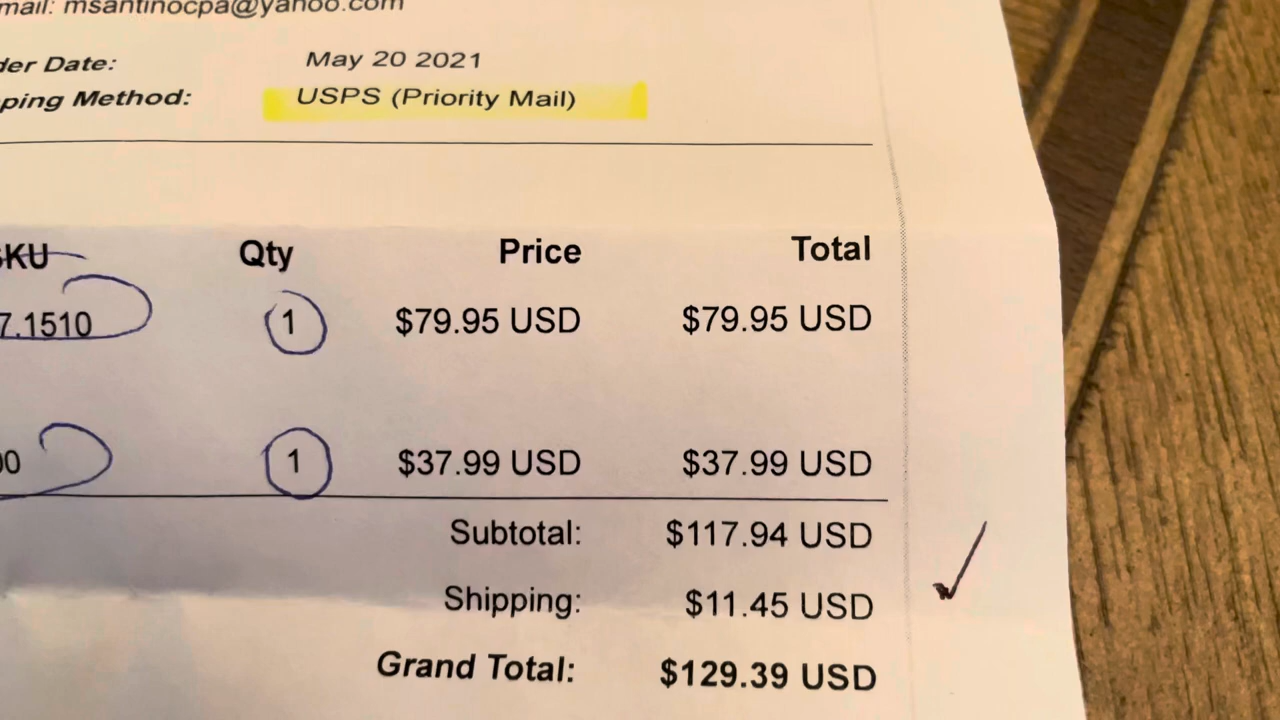 mail: msantinocpa@yahoo.com
der Date: May 20 2021
ping Method: USPS (Priority Mail)
SKU Qty Price Total
7.1510 1 $79.95 USD $79.95 USD
00 1 $37.99 USD $37.99 USD
Subtotal: $117.94 USD
Shipping: $11.45 USD
Grand Total: $129.39 USD